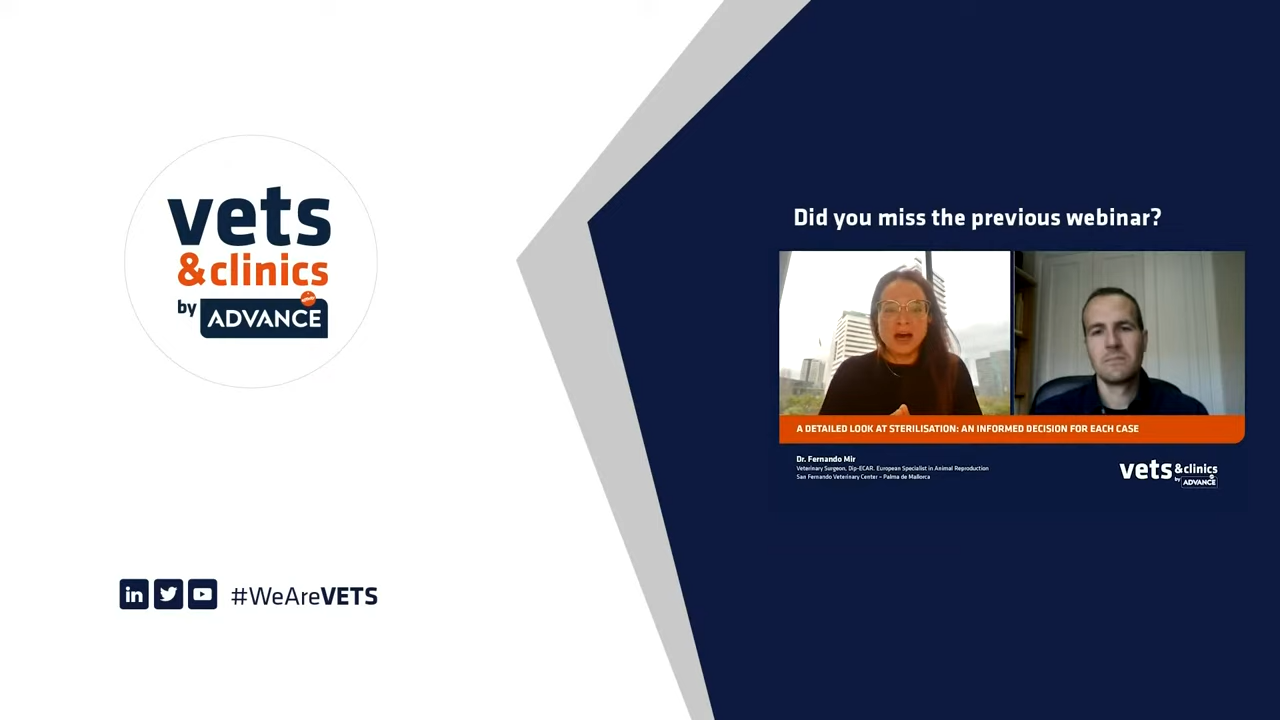 vets
&clinics
by ADVANCE
#WeAreVETS
Did you miss the previous webinar?
A DETAILED LOOK AT STERILISATION: AN INFORMED DECISION FOR EACH CASE
Dr. Fernando Mir
Veterinary Surgeon, Dip-ECAR. European Specialist in Animal Reproduction
San Fernando Veterinary Center - Palma de Mallorca
vets &clinics
by ADVANCE